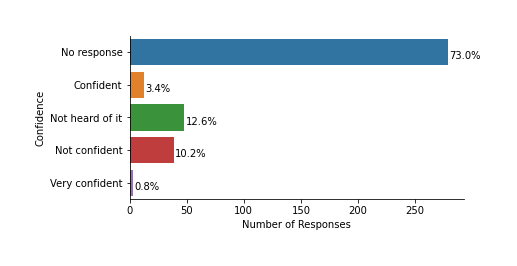 No response
73.0%
Confident
3.4%
Not heard of it
12.6%
Not confident
10.2%
Very confident
0.8%
Confidence
0
50
100
150
200
250
Number of Responses